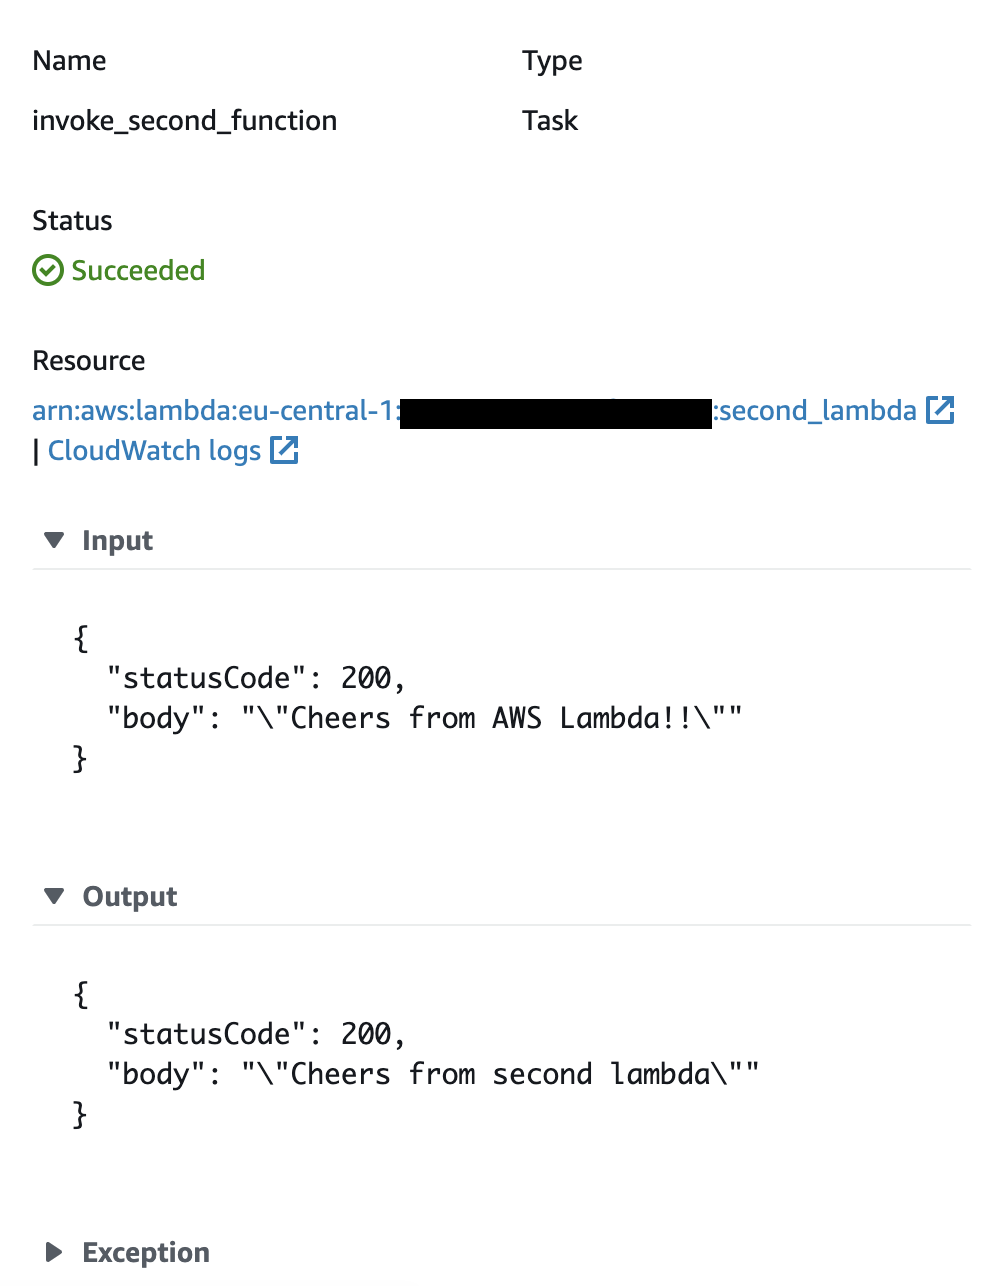 Name Type
invoke_second_function Task
Status
Succeeded
Resource
arn:aws:lambda:eu-central-1: :second_lambda
| CloudWatch logs
Input
{
"statusCode": 200,
"body": "\"Cheers from AWS Lambda!!\""
}
Output
{
"statusCode": 200,
"body": "\"Cheers from second lambda\""
}
Exception